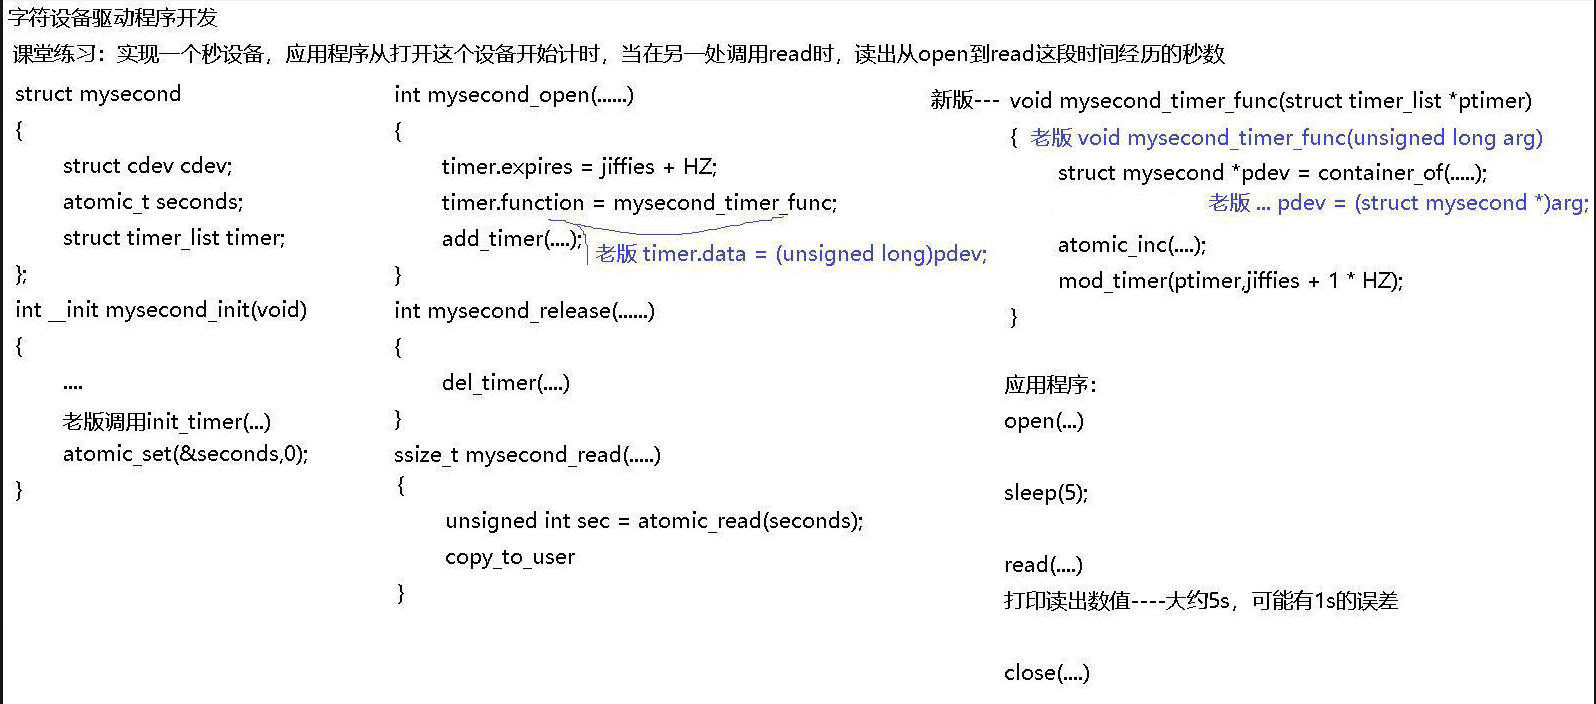 字符设备驱动程序开发
课堂练习：实现一个秒设备，应用程序从打开这个设备开始计时，当在另一处调用read时，读出从open到read这段时间经历的秒数
struct mysecond
{
struct cdev cdev;
atomic_t seconds;
struct timer_list timer;
};
int __init mysecond_init(void)
{
....
老版调用init_timer(...)
atomic_set(&seconds,0);
}
int mysecond_open(......)
{
timer.expires = jiffies + HZ;
timer.function = mysecond_timer_func;
add_timer(....);
老版 timer.data = (unsigned long)pdev;
}
int mysecond_release(......)
{
del_timer(....)
}
ssize_t mysecond_read(.....)
{
unsigned int sec = atomic_read(seconds);
copy_to_user
}
新版--- void mysecond_timer_func(struct timer_list *ptimer)
{ 老版 void mysecond_timer_func(unsigned long arg)
struct mysecond *pdev = container_of(.....);
老版 ... pdev = (struct mysecond *)arg;
atomic_inc(....);
mod_timer(ptimer,jiffies + 1 * HZ);
}
应用程序：
open(...)
sleep(5);
read(....)
打印读出数值----大约5s，可能有1s的误差
close(....)